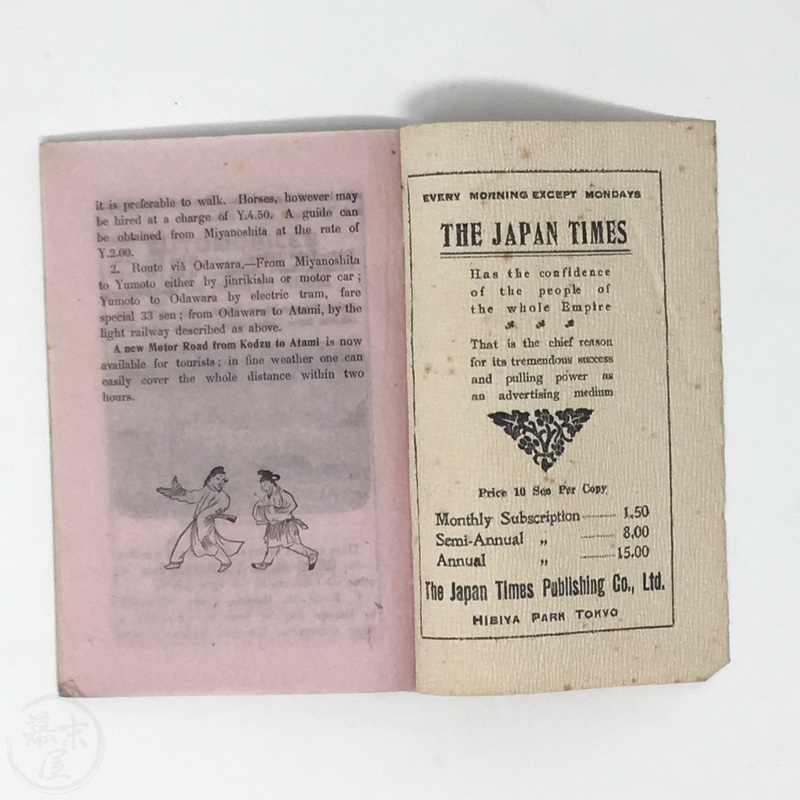 it is preferable to walk. Horses, however may
be hired at a charge of Y.4.50. A guide can
be obtained from Miyanoshita at the rate of
Y.2.00.
2. Route viâ Odawara,—From Miyanoshita
to Yumoto either by jinrikisha or motor car;
Yumoto to Odawara by electric tram, fare
special 33 sen; from Odawara to Atami, by the
light railway described as above.
A new Motor Road from Kodzu to Atami is now
available for tourists; in fine weather one can
easily cover the whole distance within two
hours.
EVERY MORNING EXCEPT MONDAYS
THE JAPAN TIMES
Has the confidence
of the people of
the whole Empire
That is the chief reason
for its tremendous success
and pulling power as
an advertising medium
Price 10 Sen Per Copy
Monthly Subscription 1.50
Semi-Annual „ 8.00
Annual „ 15.00
The Japan Times Publishing Co., Ltd.
HIBIYA PARK TOKYO
幕末屋